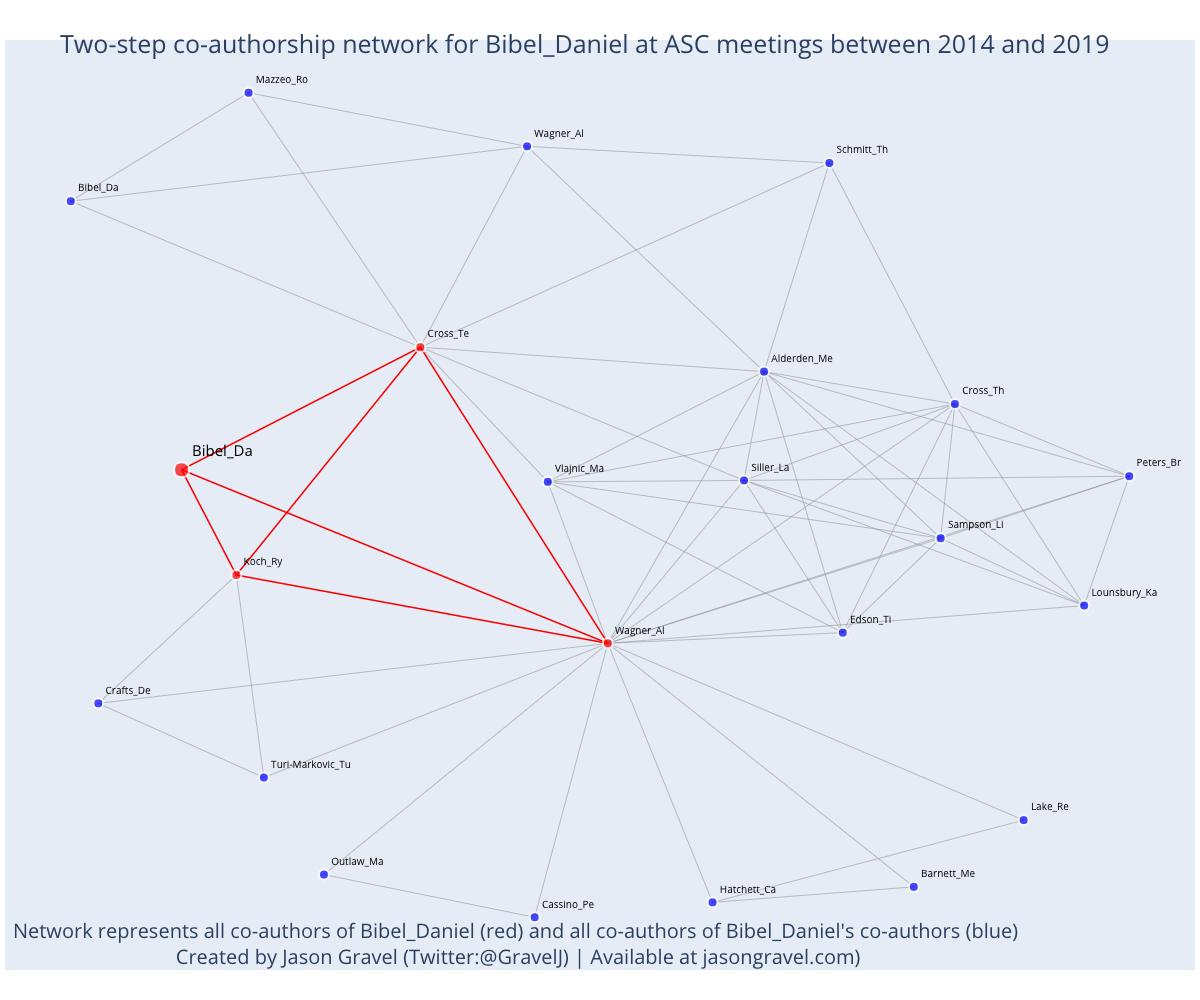 Two-step co-authorship network for Bibel_Daniel at ASC meetings between 2014 and 2019
Mazzeo_Ro
Wagner_Al
Schmitt_Th
Bibel_Da
Cross_Te
Alderden_Me
Cross_Th
Bibel_Da
Vlajnic_Ma
Siller_La
Peters_Br
Sampson_Li
Koch_Ry
Lounsbury_Ka
Edson_Ti
Wagner_Al
Crafts_De
Turi-Markovic_Tu
Lake_Re
Outlaw_Ma
Barnett_Me
Hatchett_Ca
Cassino_Pe
Network represents all co-authors of Bibel_Daniel (red) and all co-authors of Bibel_Daniel's co-authors (blue)
Created by Jason Gravel (Twitter:@GravelJ) | Available at jasongravel.com)